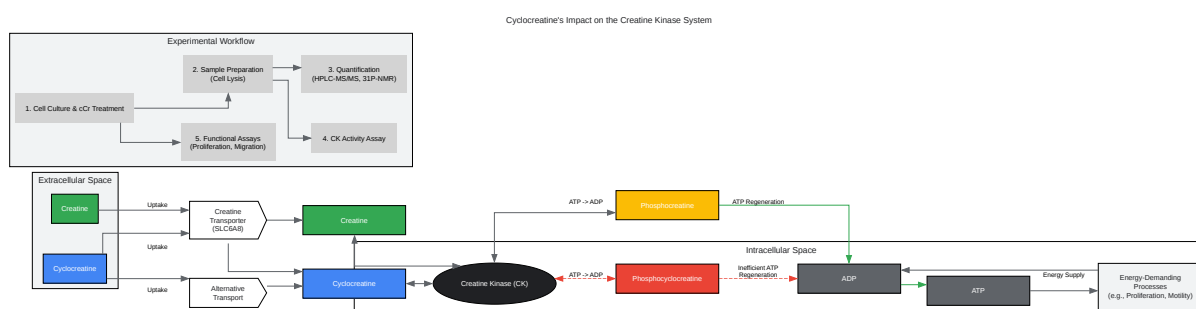 Cyclocreatine's Impact on the Creatine Kinase System
Experimental Workflow
2. Sample Preparation
(Cell Lysis)
3. Quantification
(HPLC-MS/MS, 31P-NMR)
1. Cell Culture & cCr Treatment
5. Functional Assays
(Proliferation, Migration)
4. CK Activity Assay
Extracellular Space
Creatine
Cyclocreatine
Uptake
Uptake
Uptake
Creatine
Transporter
(SLC6A8)
Alternative
Transport
Creatine
Cyclocreatine
Creatine Kinase (CK)
ATP -> ADP
ATP -> ADP
Phosphocreatine
Phosphocyclocreatine
ATP Regeneration
Intracellular Space
Inefficient ATP
Regeneration
ADP
ATP
Energy Supply
Energy-Demanding
Processes
(e.g., Proliferation, Motility)